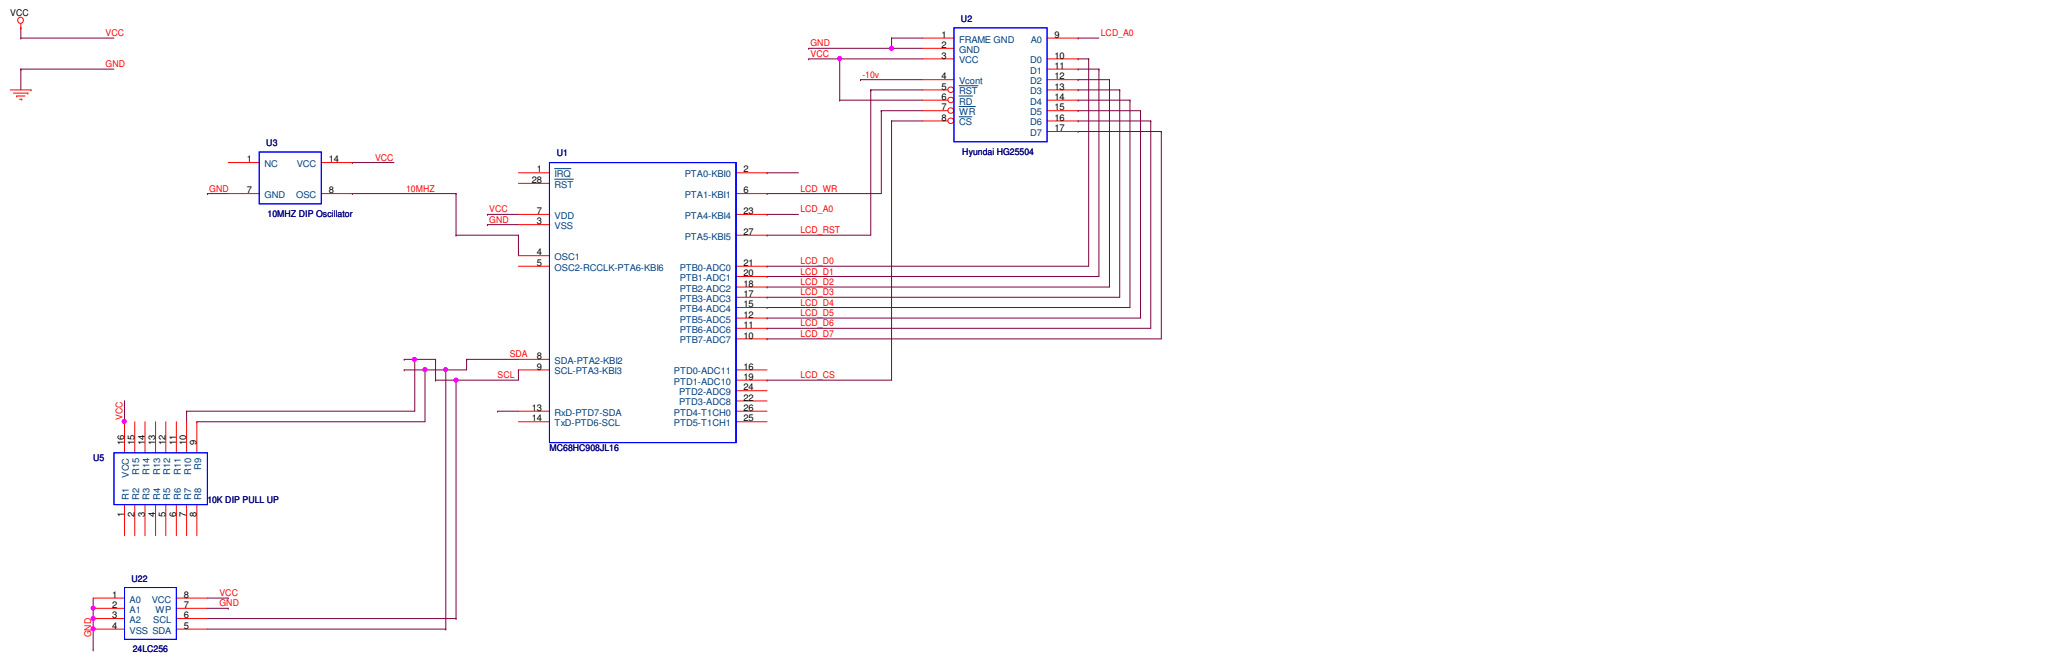 VCC
VCC
GND
U2
GND
VCC
-10v
1 FRAME GND
2 GND
3 VCC
4 Vcont
5 RST
6 RD
7 WR
8 CS
A0 9 LCD_A0
D0 10
D1 11
D2 12
D3 13
D4 14
D5 15
D6 16
D7 17
Hyundai HG25504
U3
1 NC VCC 14 VCC
GND 7 GND OSC 8 10MHZ
10MHZ DIP Oscillator
U1
1 IRQ
28 RST
VCC 7 VDD
GND 3 VSS
4 OSC1
5 OSC2-RCCLK-PTA6-KBI6
SDA 8 SDA-PTA2-KBI2
SCL 9 SCL-PTA3-KBI3
13 RxD-PTD7-SDA
14 TxD-PTD6-SCL
PTA0-KBI0 2
PTA1-KBI1 6 LCD_WR
PTA4-KBI4 23 LCD_A0
PTA5-KBI5 27 LCD_RST
PTB0-ADC0 21 LCD_D0
PTB1-ADC1 20 LCD_D1
PTB2-ADC2 18 LCD_D2
PTB3-ADC3 17 LCD_D3
PTB4-ADC4 15 LCD_D4
PTB5-ADC5 12 LCD_D5
PTB6-ADC6 11 LCD_D6
PTB7-ADC7 10 LCD_D7
PTD0-ADC11 16
PTD1-ADC10 19 LCD_CS
PTD2-ADC9 24
PTD3-ADC8 22
PTD4-T1CH0 26
PTD5-T1CH1 25
MC68HC908JL16
VCC
16 15 14 13 12 11 10 9
U5
VCC R15 R14 R13 R12 R11 R10 R9
R1 R2 R3 R4 R5 R6 R7 R8
10K DIP PULL UP
1 2 3 4 5 6 7 8
U22
1 A0 VCC 8 VCC
2 A1 WP 7 GND
3 A2 SCL 6
GND 4 VSS SDA 5
24LC256